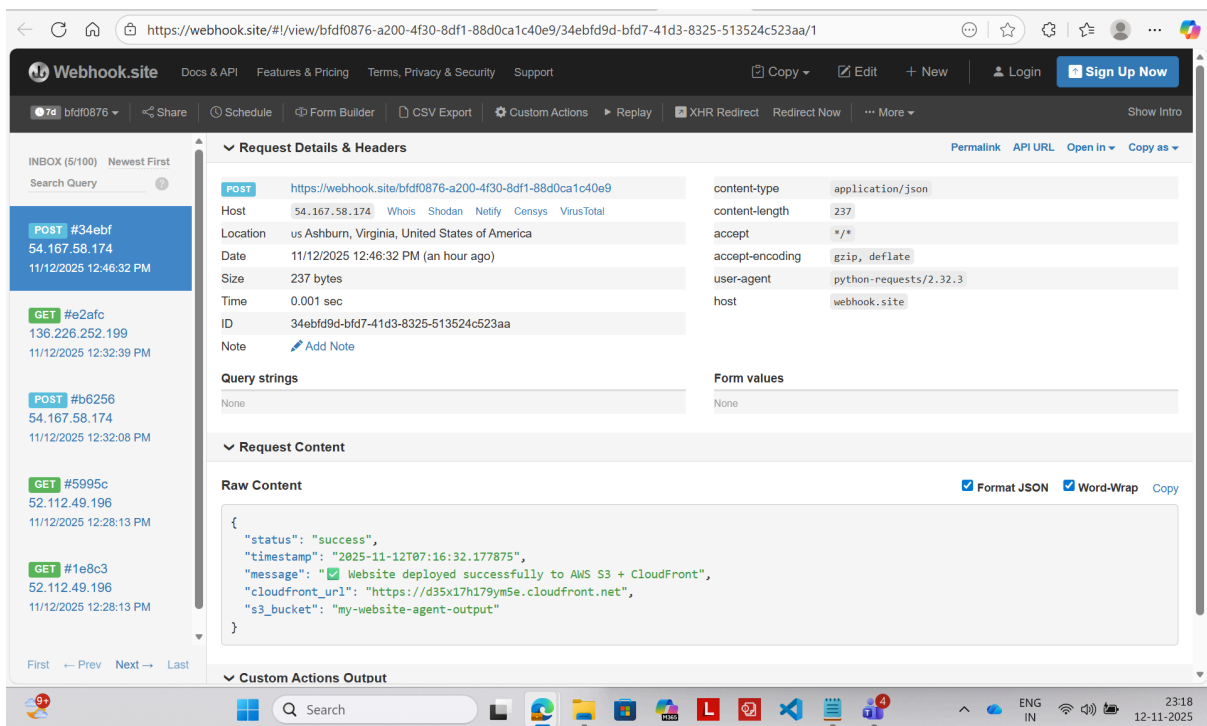 https://webhook.site/#!/view/bfdf0876-a200-4f30-8df1-88d0ca1c40e9/34ebfd9d-bfd7-41d3-8325-513524c523aa/1
Webhook.site Docs & API Features & Pricing Terms, Privacy & Security Support Copy Edit + New Login Sign Up Now
7d bfdf0876 Share Schedule Form Builder CSV Export Custom Actions Replay XHR Redirect Redirect Now ··· More Show Intro
INBOX (5/100) Newest First
Search Query ?
POST #34ebf
54.167.58.174
11/12/2025 12:46:32 PM
GET #e2afc
136.226.252.199
11/12/2025 12:32:39 PM
POST #b6256
54.167.58.174
11/12/2025 12:32:08 PM
GET #5995c
52.112.49.196
11/12/2025 12:28:13 PM
GET #1e8c3
52.112.49.196
11/12/2025 12:28:13 PM
First ← Prev Next → Last
Request Details & Headers Permalink API URL Open in Copy as
POST https://webhook.site/bfdf0876-a200-4f30-8df1-88d0ca1c40e9
Host 54.167.58.174 Whois Shodan Netify Censys VirusTotal
Location us Ashburn, Virginia, United States of America
Date 11/12/2025 12:46:32 PM (an hour ago)
Size 237 bytes
Time 0.001 sec
ID 34ebfd9d-bfd7-41d3-8325-513524c523aa
Note Add Note
content-type application/json
content-length 237
accept */*
accept-encoding gzip, deflate
user-agent python-requests/2.32.3
host webhook.site
Query strings
None
Form values
None
Request Content
Raw Content Format JSON Word-Wrap Copy
{
"status": "success",
"timestamp": "2025-11-12T07:16:32.177875",
"message": "✅ Website deployed successfully to AWS S3 + CloudFront",
"cloudfront_url": "https://d35x17h179ym5e.cloudfront.net",
"s3_bucket": "my-website-agent-output"
}
Custom Actions Output
9+ Search M365 L 4 ENG 23:18
IN 12-11-2025